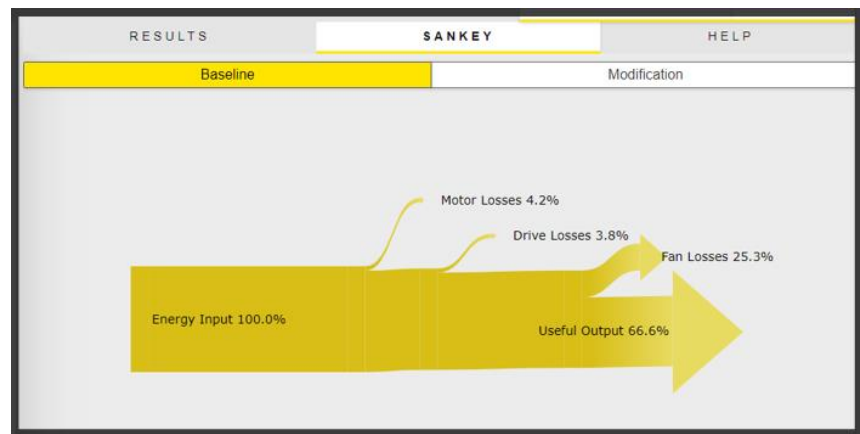 RESULTS SANKEY HELP
Baseline Modification
Motor Losses 4.2%
Drive Losses 3.8%
Fan Losses 25.3%
Energy Input 100.0%
Useful Output 66.6%